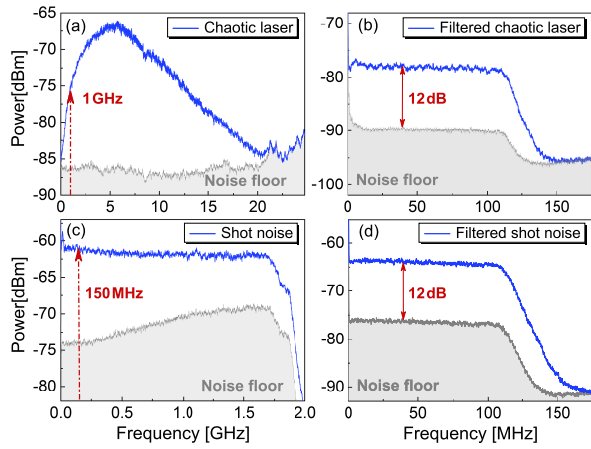 (a)
Chaotic laser
1GHz
Noise floor
Power[dBm]
-65
-70
-75
-80
-85
-90
0
5
10
15
20
(b)
Filtered chaotic laser
12dB
Noise floor
-70
-80
-90
-100
0
50
100
150
(c)
Shot noise
150MHz
Noise floor
Power[dBm]
-60
-65
-70
-75
-80
0.0
0.5
1.0
1.5
2.0
Frequency [GHz]
(d)
Filtered shot noise
12dB
Noise floor
-60
-70
-80
-90
0
50
100
150
Frequency [MHz]